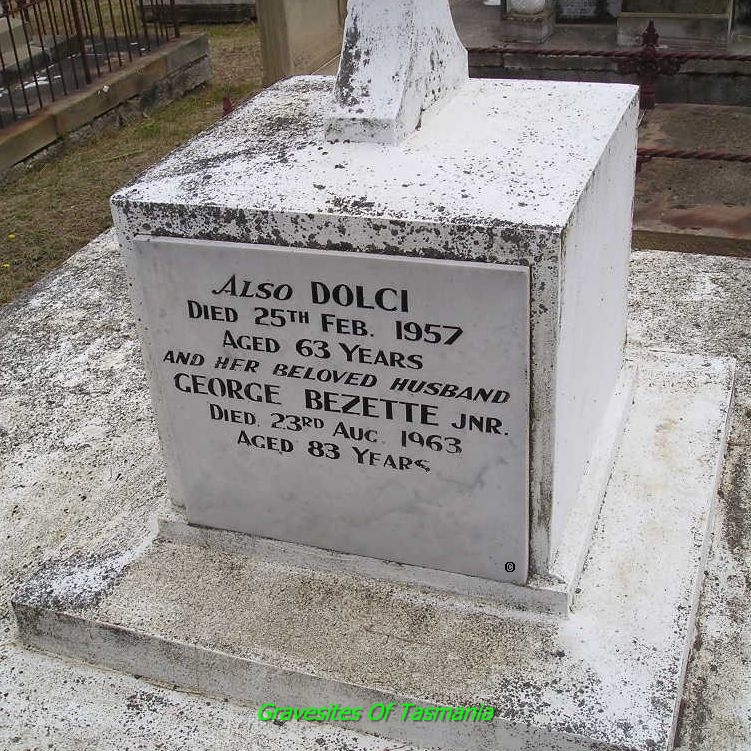 ALSO DOLCI
DIED 25TH FEB. 1957
AGED 63 YEARS
AND HER BELOVED HUSBAND
GEORGE BEZETTE JNR.
DIED 23RD AUG. 1963
AGED 83 YEARS
Gravesites Of Tasmania